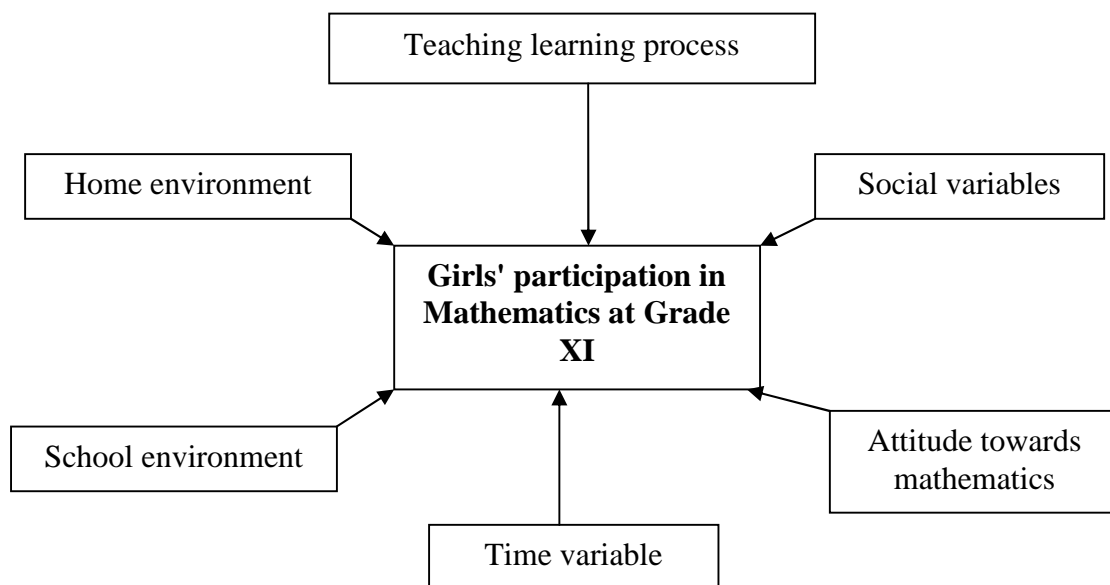 Teaching learning process
Home environment
Social variables
Girls' participation in
Mathematics at Grade
XI
School environment
Attitude towards
mathematics
Time variable